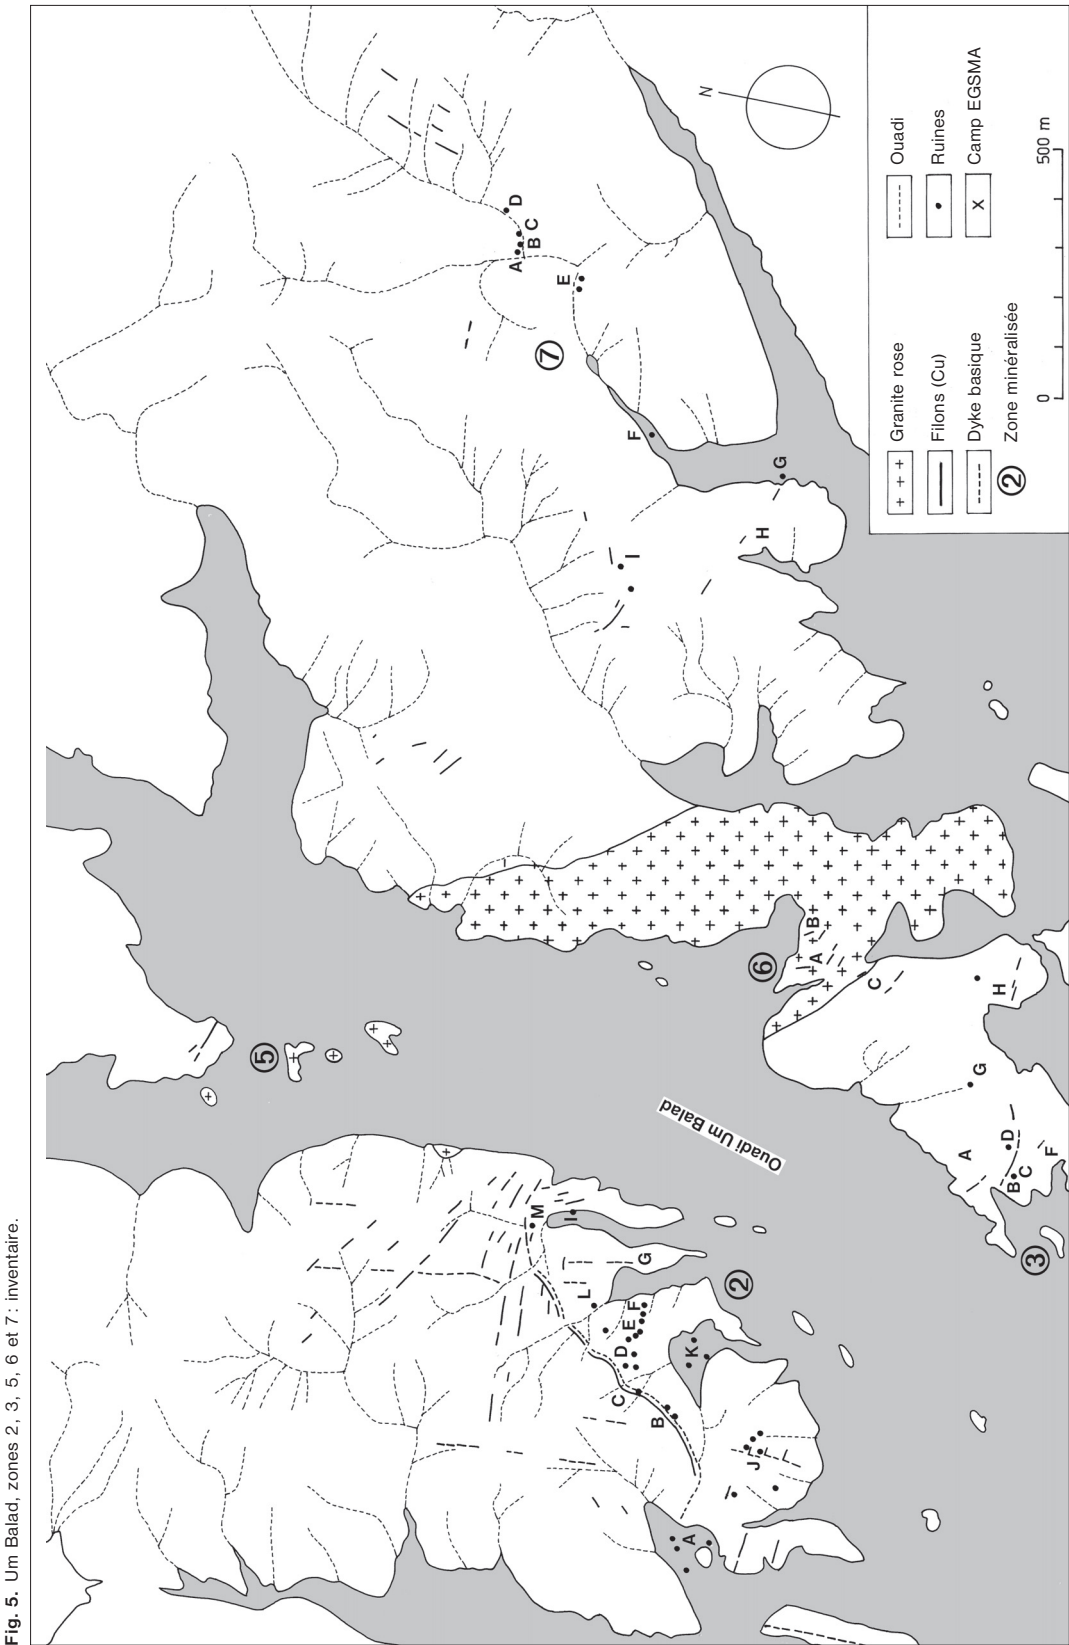 Fig. 5. Um Balad, zones 2, 3, 5, 6 et 7 : inventaire.
N
A
B
C
D
E
7
F
G
H
I
5
6
A
B
C
H
G
A
D
B
C
F
3
Ouadi Um Balad
M
I
G
L
2
F
E
D
K
C
B
J
A
Granite rose
Filons (Cu)
Dyke basique
2 Zone minéralisée
Ouadi
Ruines
x Camp EGSMA
0 500 m